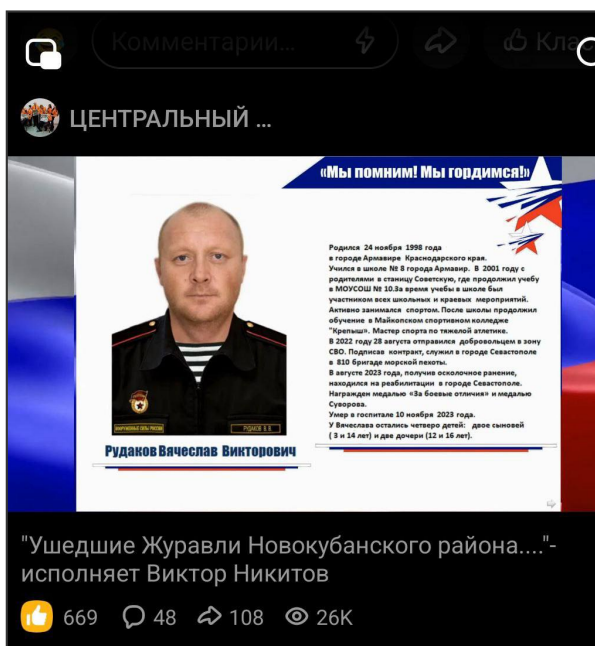 Комментарии...
Клас
ЦЕНТРАЛЬНЫЙ ...
«Мы помним! Мы гордимся!»
Родился 24 ноября 1998 года
в городе Армавире Краснодарского края.
Учился в школе № 8 города Армавир. В 2001 году с
родителями в станицу Советскую, где продолжил учебу
в МОУСОШ № 10.За время учебы в школе был
участником всех школьных и краевых мероприятий.
Активно занимался спортом. После школы продолжил
обучение в Майкопском спортивном колледже
"Крепыш». Мастер спорта по тяжелой атлетике.
В 2022 году 28 августа отправился добровольцем в зону
СВО. Подписав контракт, служил в городе Севастополе
в 810 бригаде морской пехоты.
В августе 2023 года, получив осколочное ранение,
находился на реабилитации в городе Севастополе.
Награжден медалью «За боевые отличия» и медалью
Суворова.
Умер в госпитале 10 ноября 2023 года.
У Вячеслава остались четверо детей: двое сыновей
( 3 и 14 лет) и две дочери (12 и 16 лет).
ВООРУЖЕННЫЕ СИЛЫ РОССИИ
РУДАКОВ В.В.
Рудаков Вячеслав Викторович
"Ушедшие Журавли Новокубанского района...."-
исполняет Виктор Никитов
669 48 108 26K